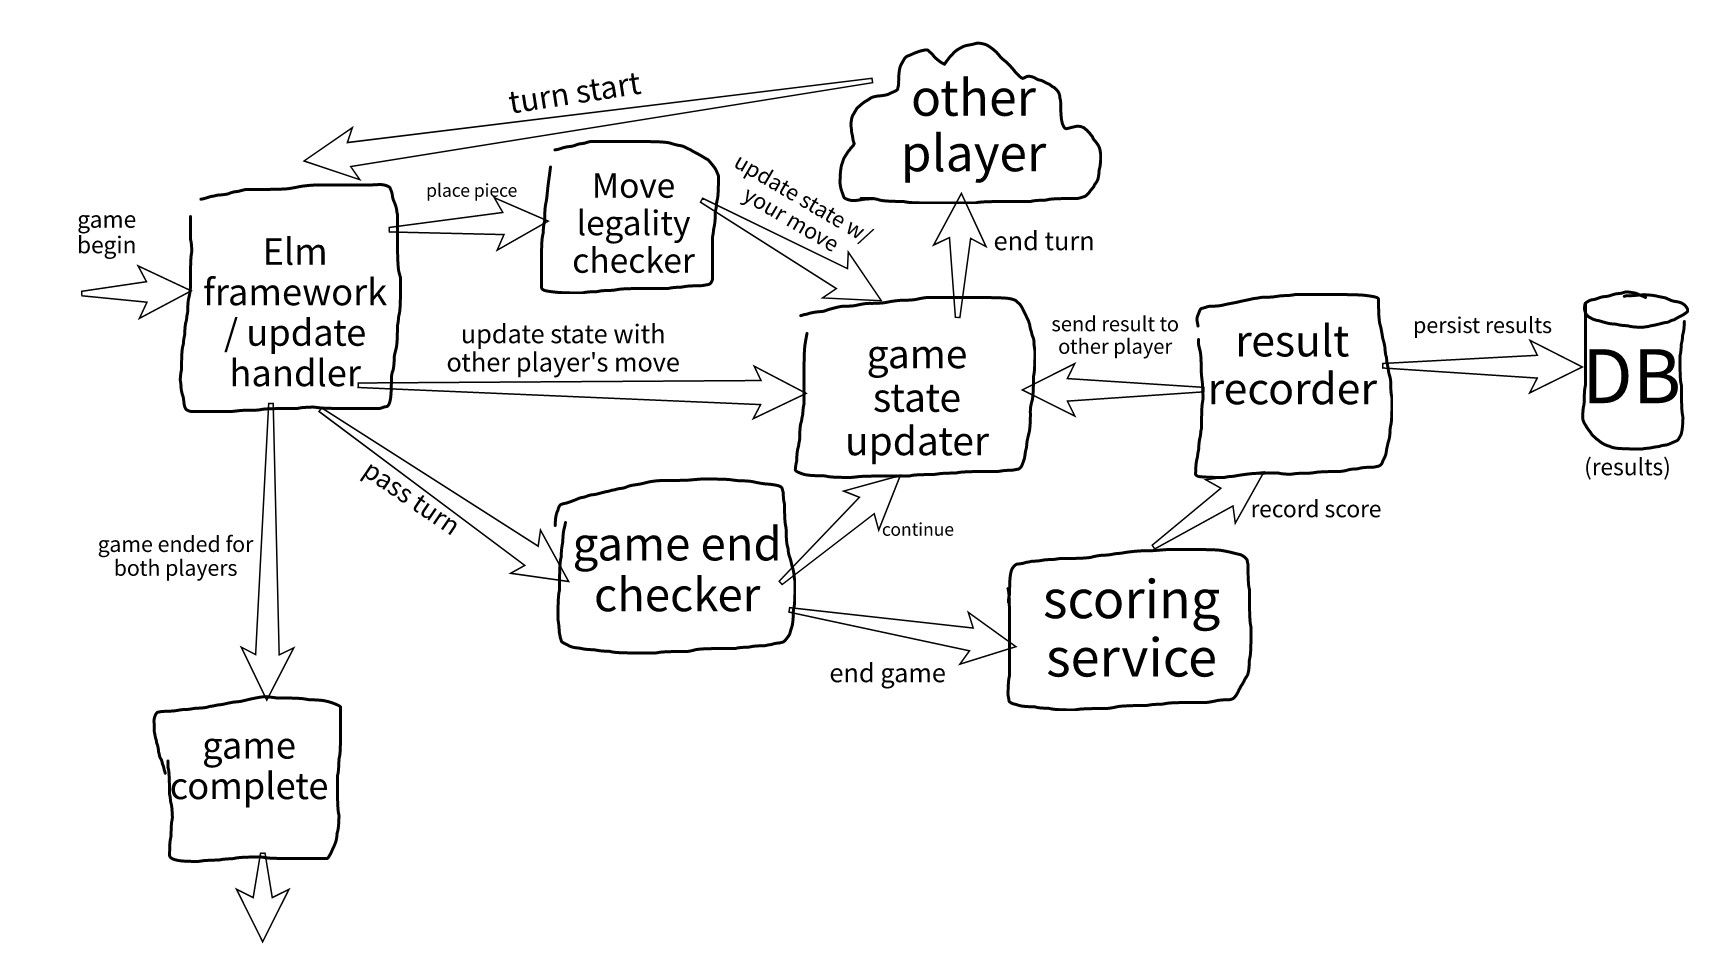 turn start
other
player
game
begin
Elm
framework
/ update
handler
place piece
Move
legality
checker
update state w/
your move
end turn
update state with
other player's move
game
state
updater
send result to
other player
result
recorder
persist results
DB
(results)
pass turn
game end
checker
continue
record score
game ended for
both players
end game
scoring
service
game
complete